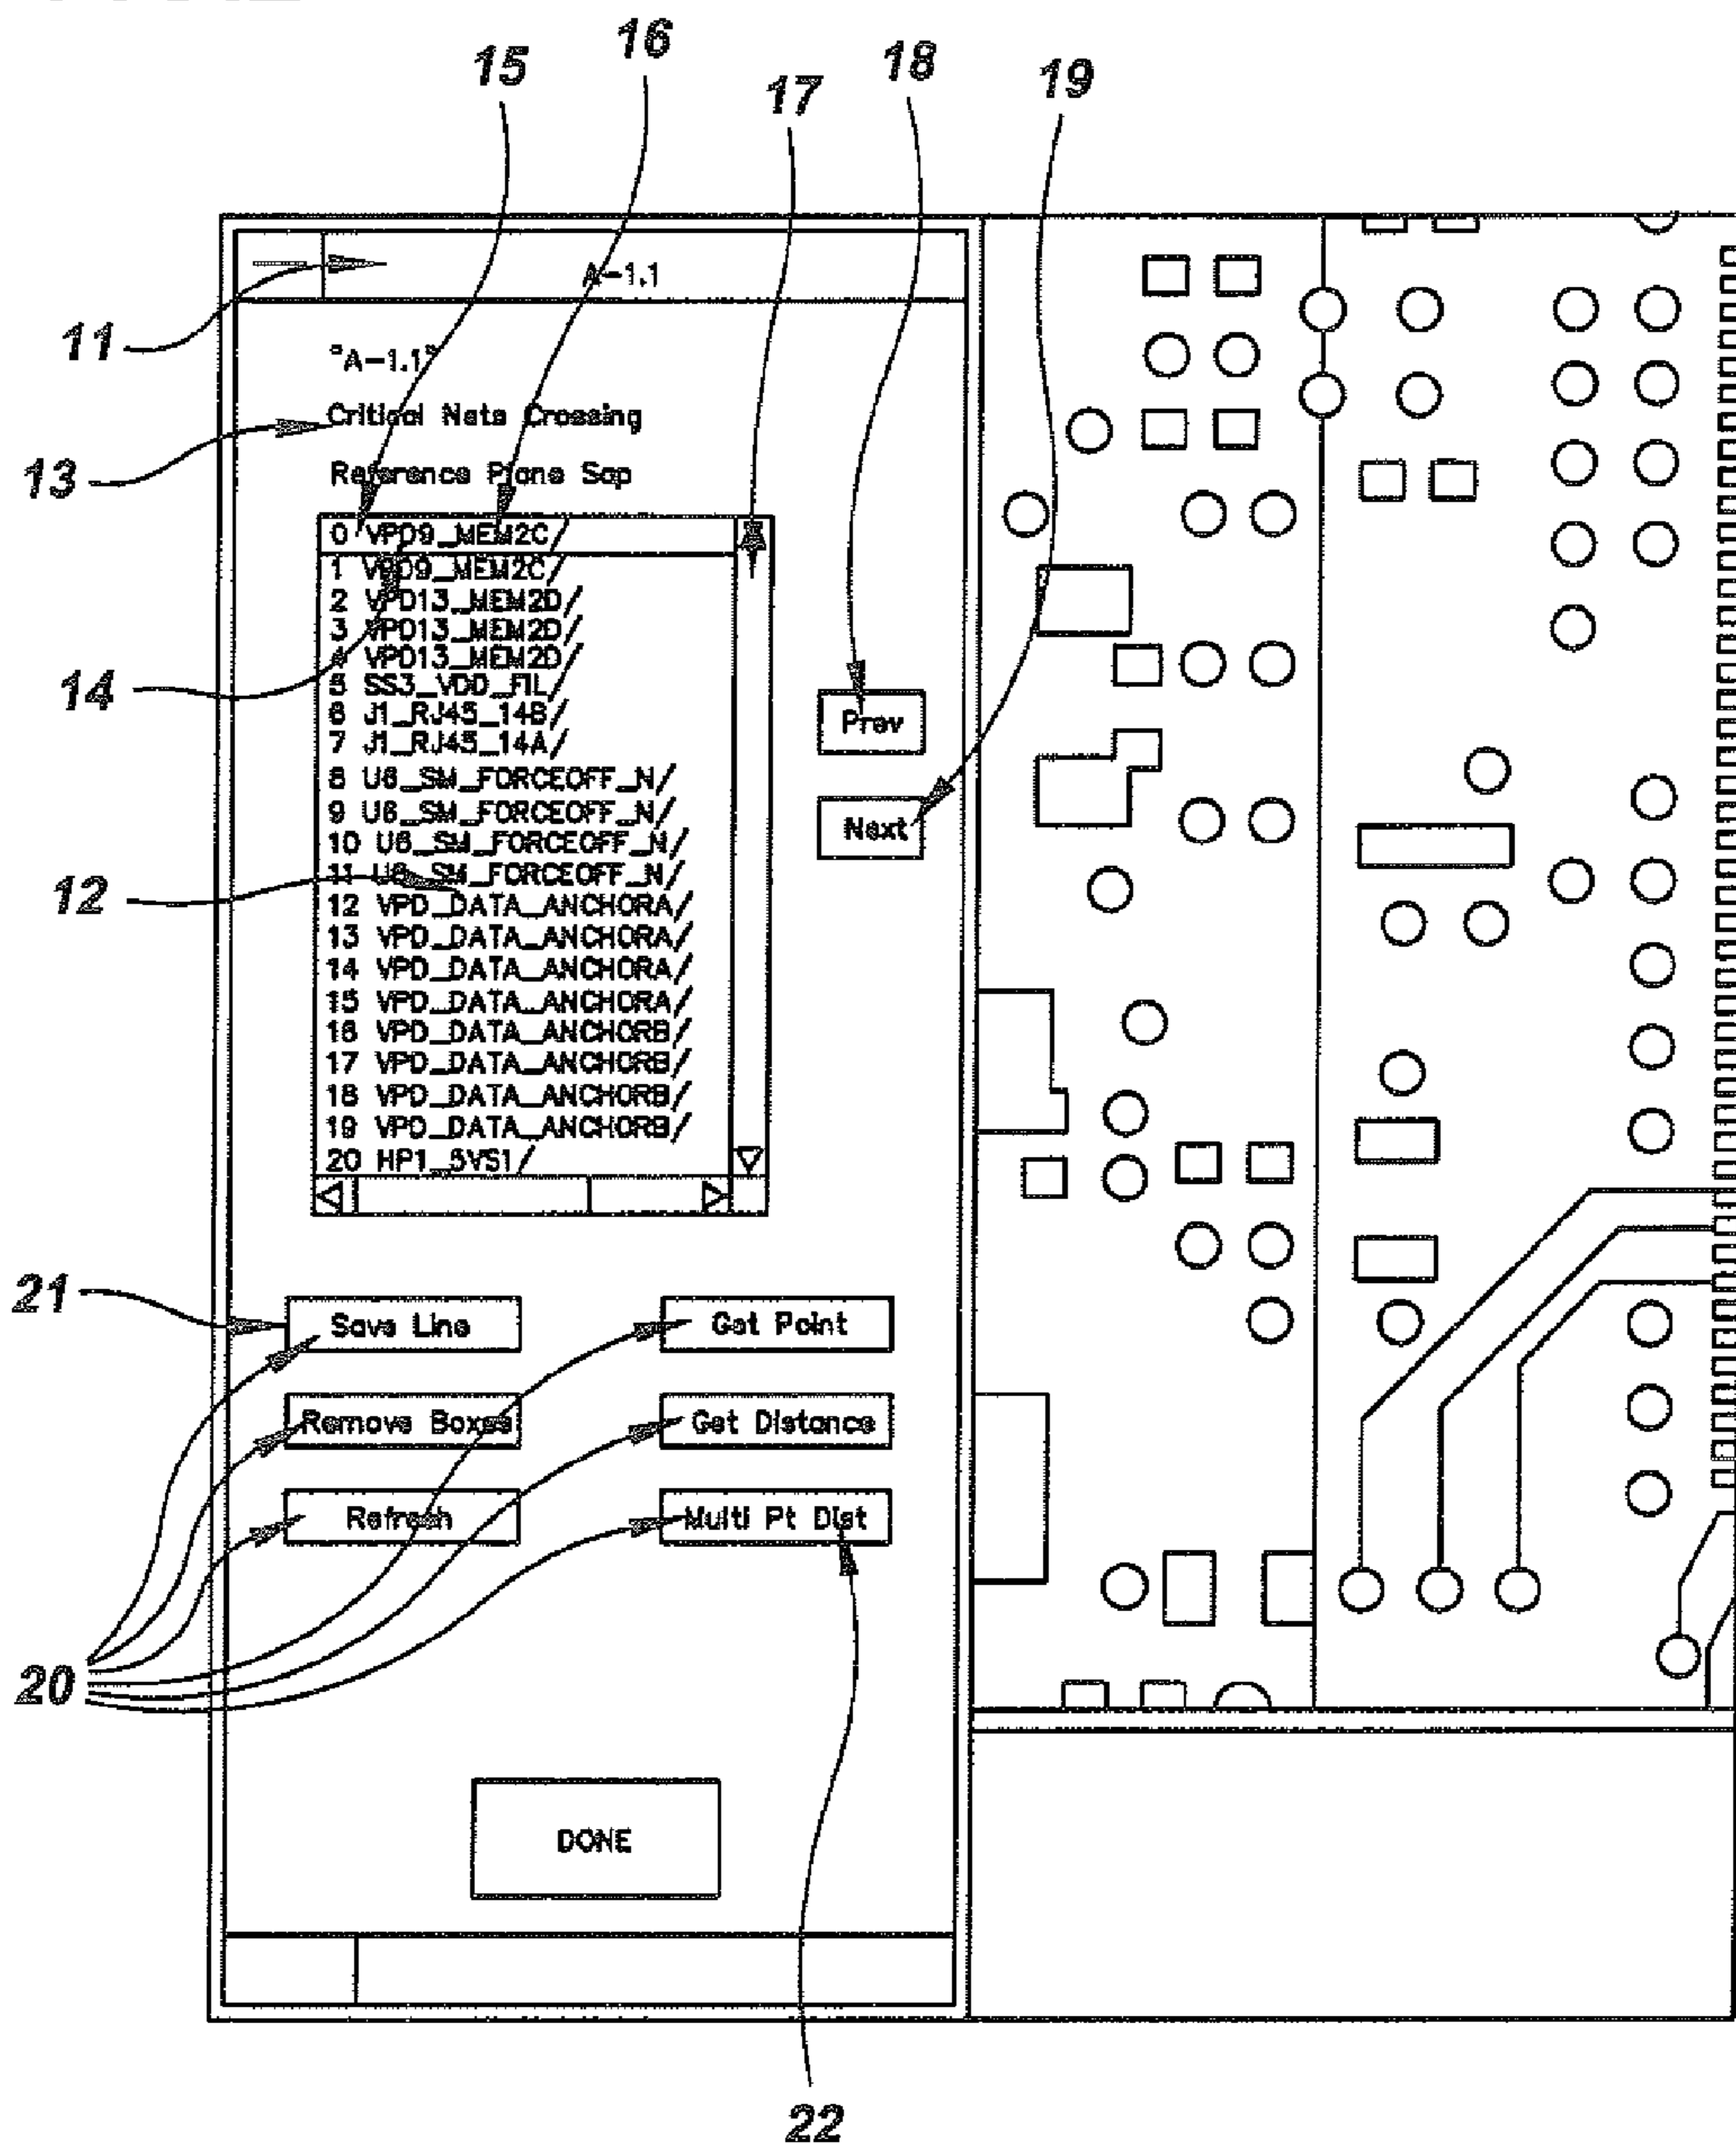 15
16
17
18
19
11
A-1.1
"A-1.1"
13
Critical Nets Crossing
Reference Plane Gap
0 VPD9_MEM2C/
1 VPD9_MEM2C/
2 VPD13_MEM2D/
3 VPD13_MEM2D/
4 VPD13_MEM2D/
14
5 SS3_VDD_FIL/
6 J1_RJ45_14B/
7 J1_RJ45_14A/
Prev
8 U6_SM_FORCEOFF_N/
9 U6_SM_FORCEOFF_N/
Next
10 U6_SM_FORCEOFF_N/
11 U6_SM_FORCEOFF_N/
12
12 VPD_DATA_ANCHORA/
13 VPD_DATA_ANCHORA/
14 VPD_DATA_ANCHORA/
15 VPD_DATA_ANCHORA/
16 VPD_DATA_ANCHORB/
17 VPD_DATA_ANCHORB/
18 VPD_DATA_ANCHORB/
19 VPD_DATA_ANCHORB/
20 HP1_5VS1/
21
Save Line
Get Point
Remove Boxes
Get Distance
Refresh
Multi Pt Dist
20
DONE
22